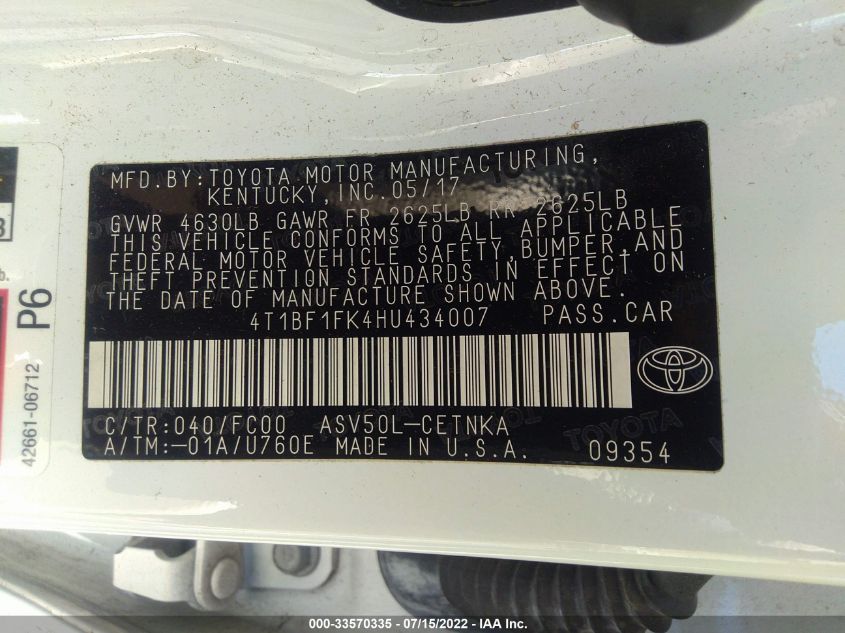 MFD.BY:TOYOTA MOTOR MANUFACTURING,
KENTUCKY,INC.05/17
GVWR 4630LB GAWR FR 2625LB RR 2625LB
THIS VEHICLE CONFORMS TO ALL APPLICABLE
FEDERAL MOTOR VEHICLE SAFETY,BUMPER,AND
THEFT PREVENTION STANDARDS IN EFFECT ON
THE DATE OF MANUFACTURE SHOWN ABOVE.
4T1BF1FK4HU434007 PASS.CAR
C/TR:040/FC00 ASV50L-CETNKA
A/TM:-01A/U760E MADE IN U.S.A. 09354
P6
42661-06712
000-33570335 - 07/15/2022 - IAA Inc.